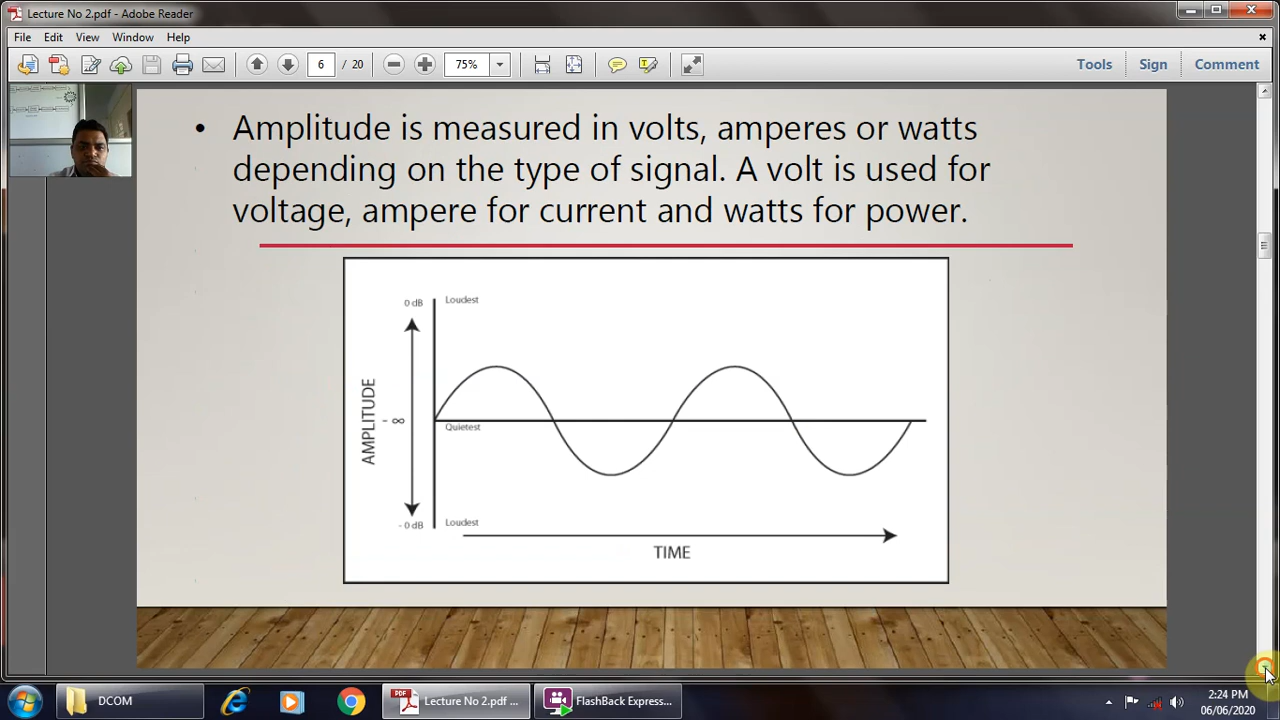 Lecture No 2.pdf - Adobe Reader
File Edit View Window Help
6 / 20 75% Tools Sign Comment
• Amplitude is measured in volts, amperes or watts
depending on the type of signal. A volt is used for
voltage, ampere for current and watts for power.
0 dB Loudest
AMPLITUDE
- ∞
Quietest
- 0 dB Loudest
TIME
DCOM
PDF Lecture No 2.pdf - ...
FlashBack Express...
2:24 PM
06/06/2020